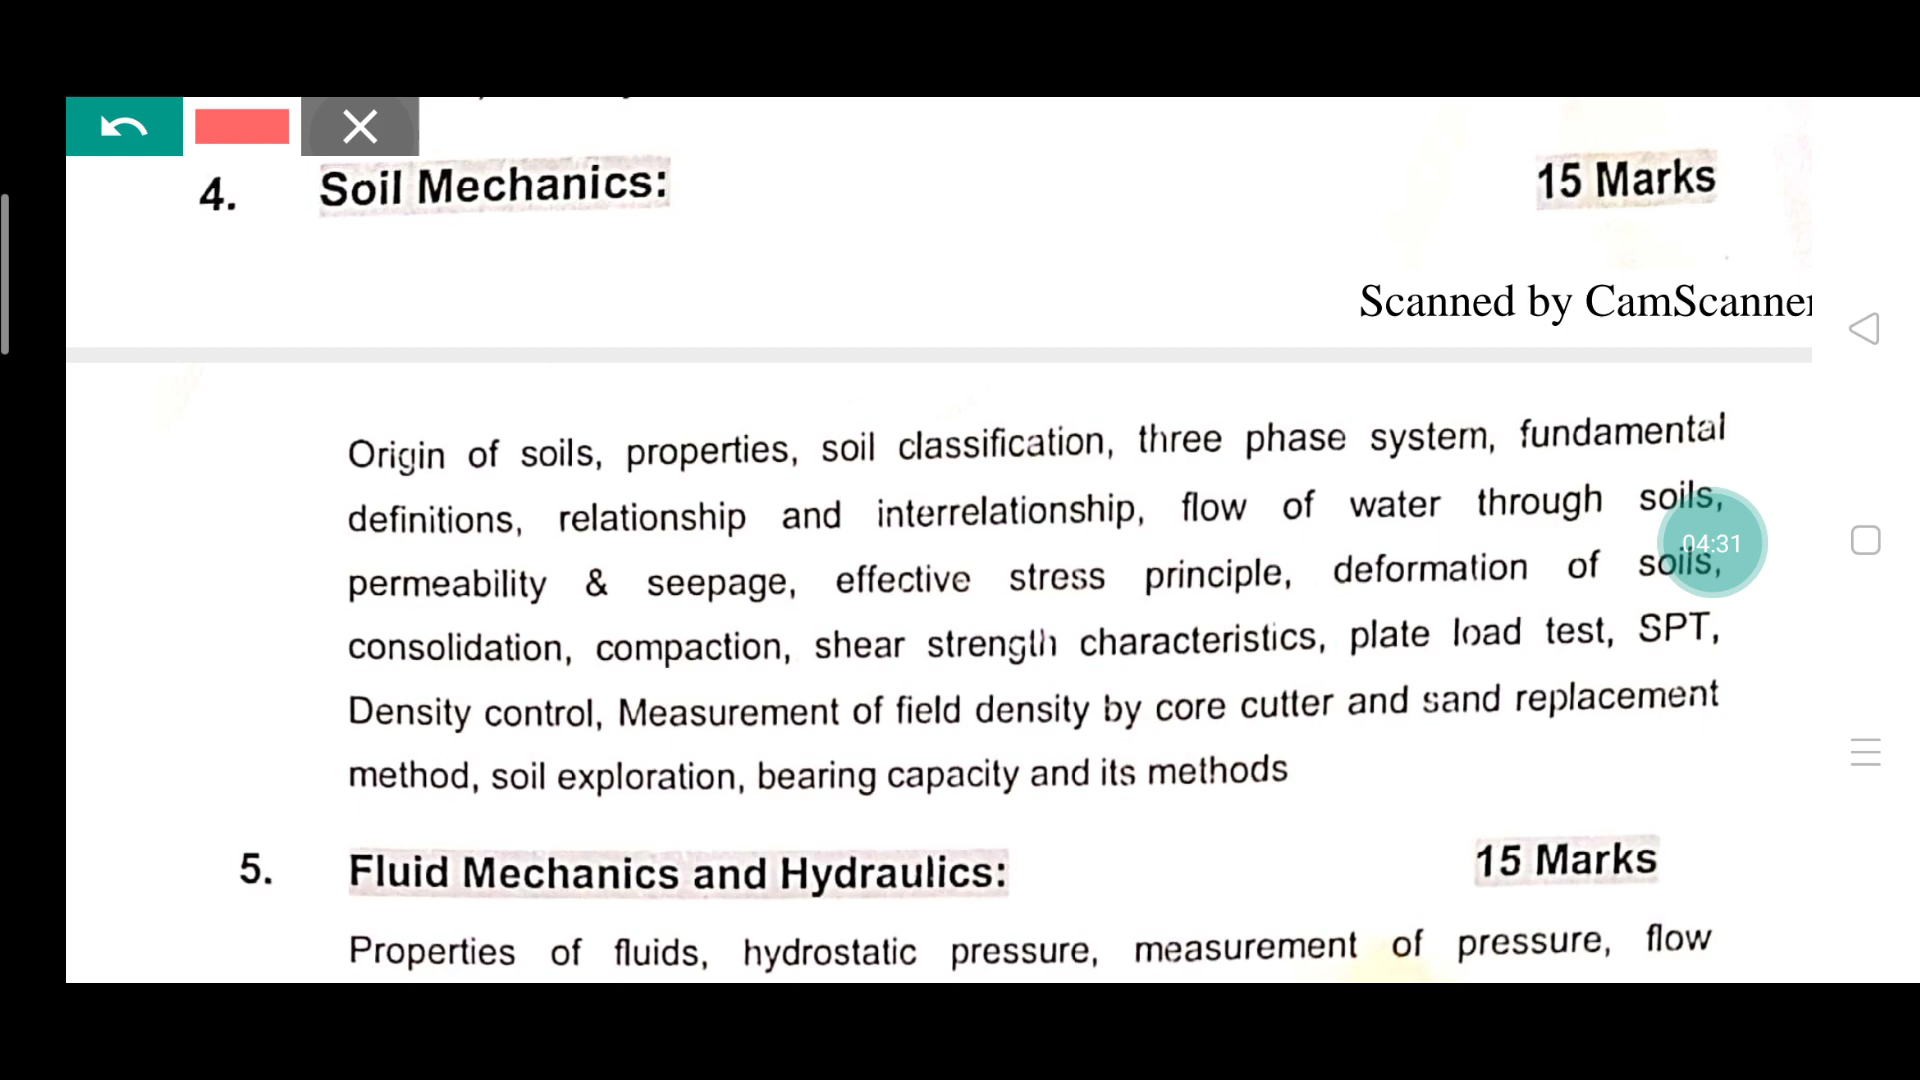 4. Soil Mechanics: 15 Marks
Scanned by CamScanner
Origin of soils, properties, soil classification, three phase system, fundamental
definitions, relationship and interrelationship, flow of water through soils,
04:31
permeability & seepage, effective stress principle, deformation of soils,
consolidation, compaction, shear strength characteristics, plate load test, SPT,
Density control, Measurement of field density by core cutter and sand replacement
method, soil exploration, bearing capacity and its methods
5. Fluid Mechanics and Hydraulics: 15 Marks
Properties of fluids, hydrostatic pressure, measurement of pressure, flow